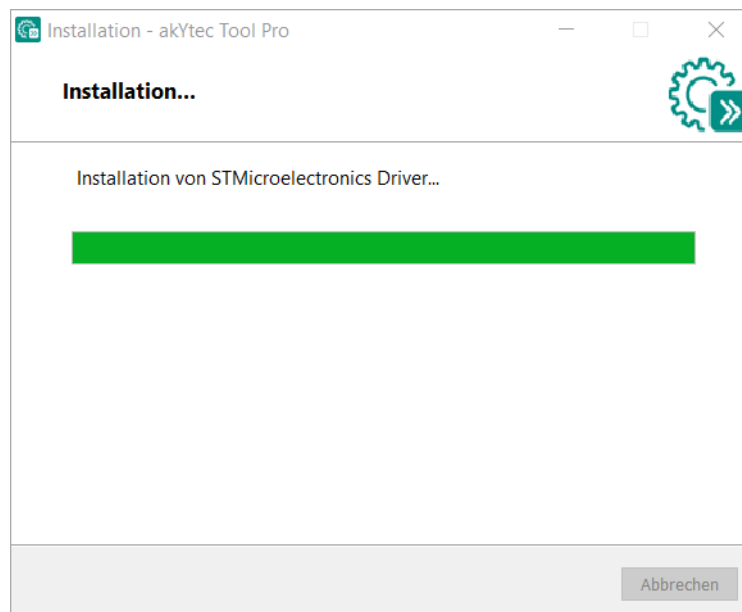 Installation - akYtec Tool Pro
Installation...
Installation von STMicroelectronics Driver...
Abbrechen